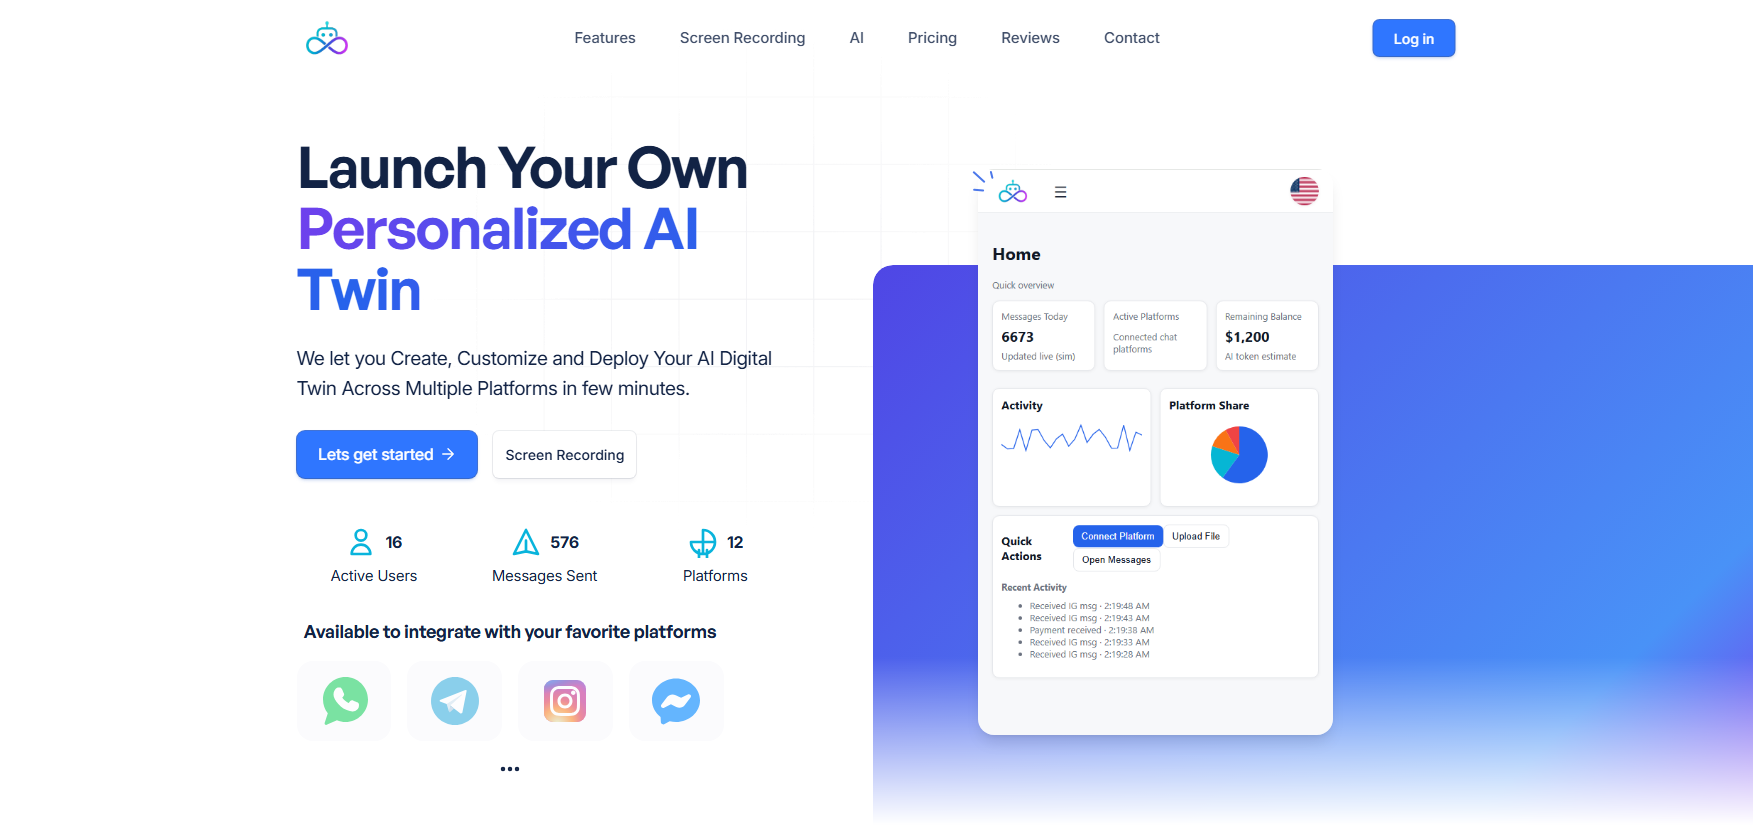 Features Screen Recording AI Pricing Reviews Contact Log in
Launch Your Own
Personalized AI
Twin
We let you Create, Customize and Deploy Your AI Digital
Twin Across Multiple Platforms in few minutes.
Lets get started → Screen Recording
16 576 12
Active Users Messages Sent Platforms
Available to integrate with your favorite platforms
•••
Home
Quick overview
Messages Today
6673
Updated live (sim)
Active Platforms
Connected chat
platforms
Remaining Balance
$1,200
AI token estimate
Activity
Platform Share
Quick
Actions
Connect Platform Upload File
Open Messages
Recent Activity
• Received IG msg · 2:19:48 AM
• Received IG msg · 2:19:43 AM
• Payment received · 2:19:38 AM
• Received IG msg · 2:19:33 AM
• Received IG msg · 2:19:28 AM